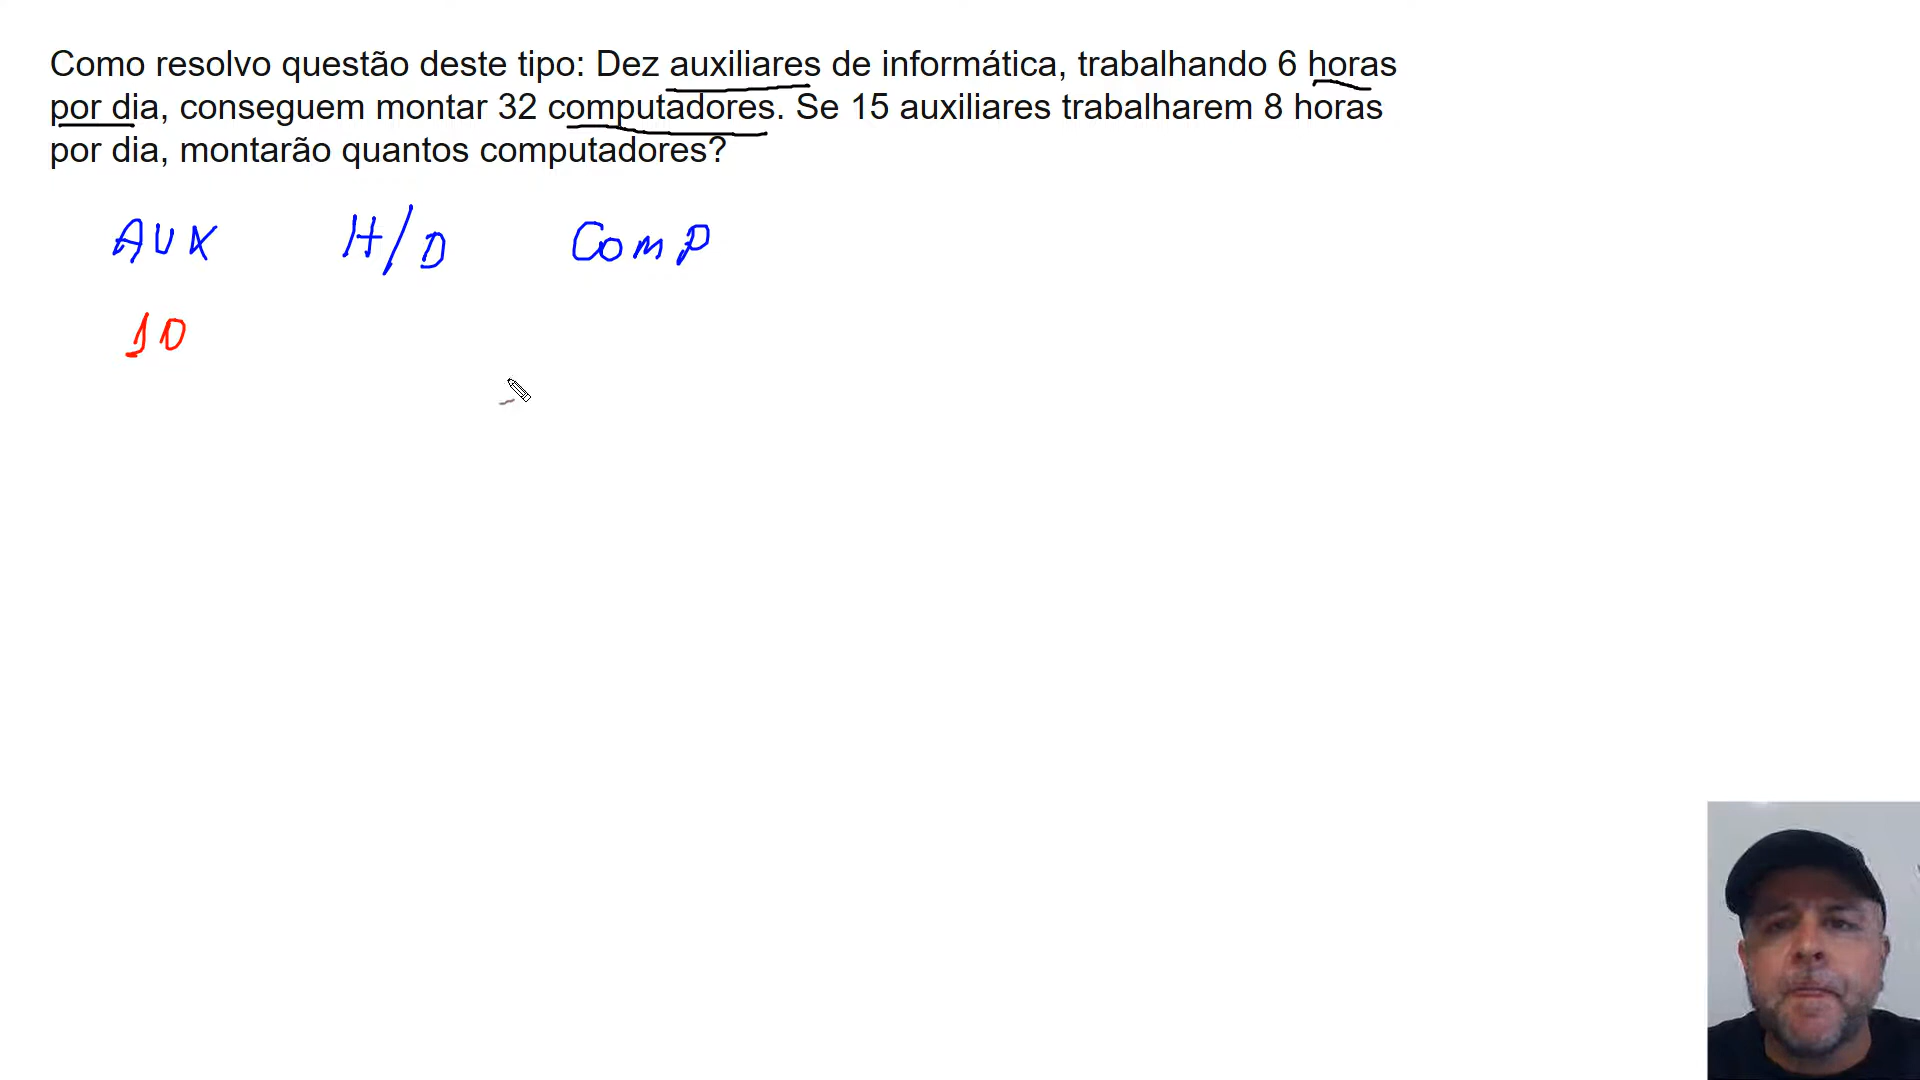 Como resolvo questão deste tipo: Dez auxiliares de informática, trabalhando 6 horas
por dia, conseguem montar 32 computadores. Se 15 auxiliares trabalharem 8 horas
por dia, montarão quantos computadores?
AUX H/D COMP
10